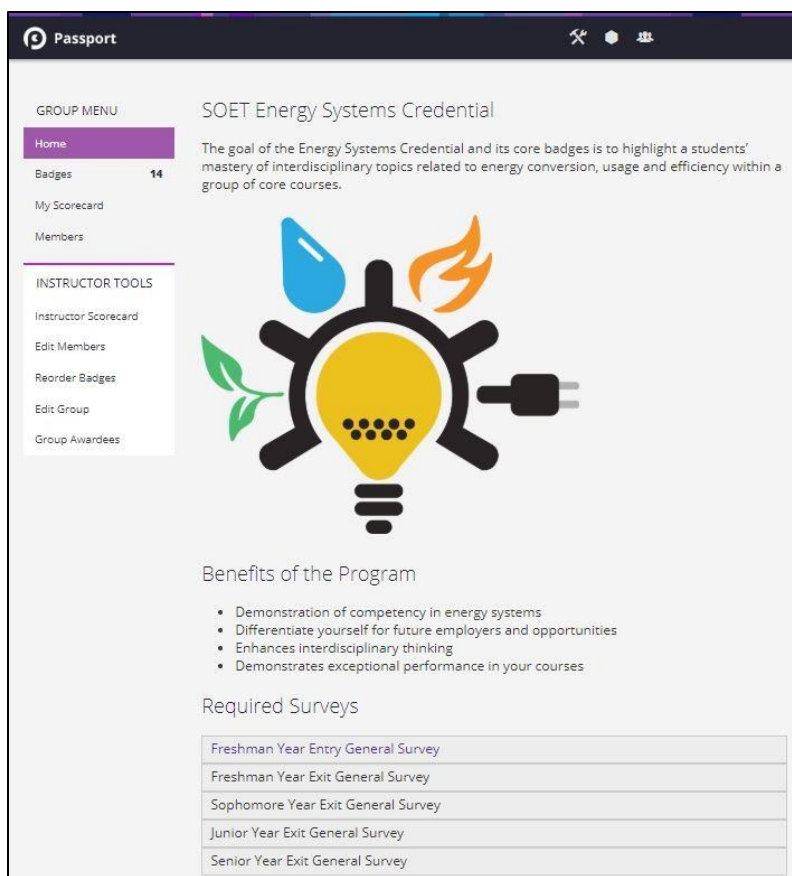 Passport
GROUP MENU
Home
Badges 14
My Scorecard
Members
INSTRUCTOR TOOLS
Instructor Scorecard
Edit Members
Reorder Badges
Edit Group
Group Awardees
SOET Energy Systems Credential
The goal of the Energy Systems Credential and its core badges is to highlight a students’
mastery of interdisciplinary topics related to energy conversion, usage and efficiency within a
group of core courses.
Benefits of the Program
• Demonstration of competency in energy systems
• Differentiate yourself for future employers and opportunities
• Enhances interdisciplinary thinking
• Demonstrates exceptional performance in your courses
Required Surveys
Freshman Year Entry General Survey
Freshman Year Exit General Survey
Sophomore Year Exit General Survey
Junior Year Exit General Survey
Senior Year Exit General Survey